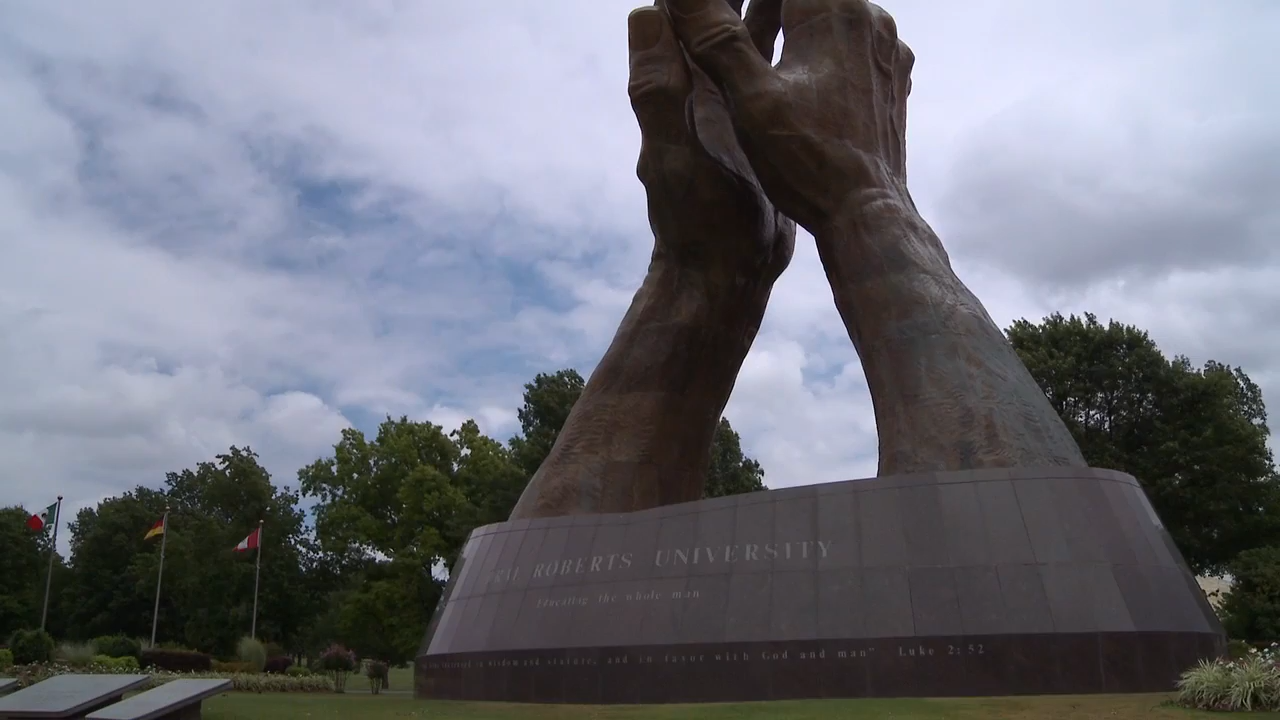 RAL ROBERTS UNIVERSITY
Educating the whole man
in wisdom and stature, and in favor with God and man" Luke 2:52